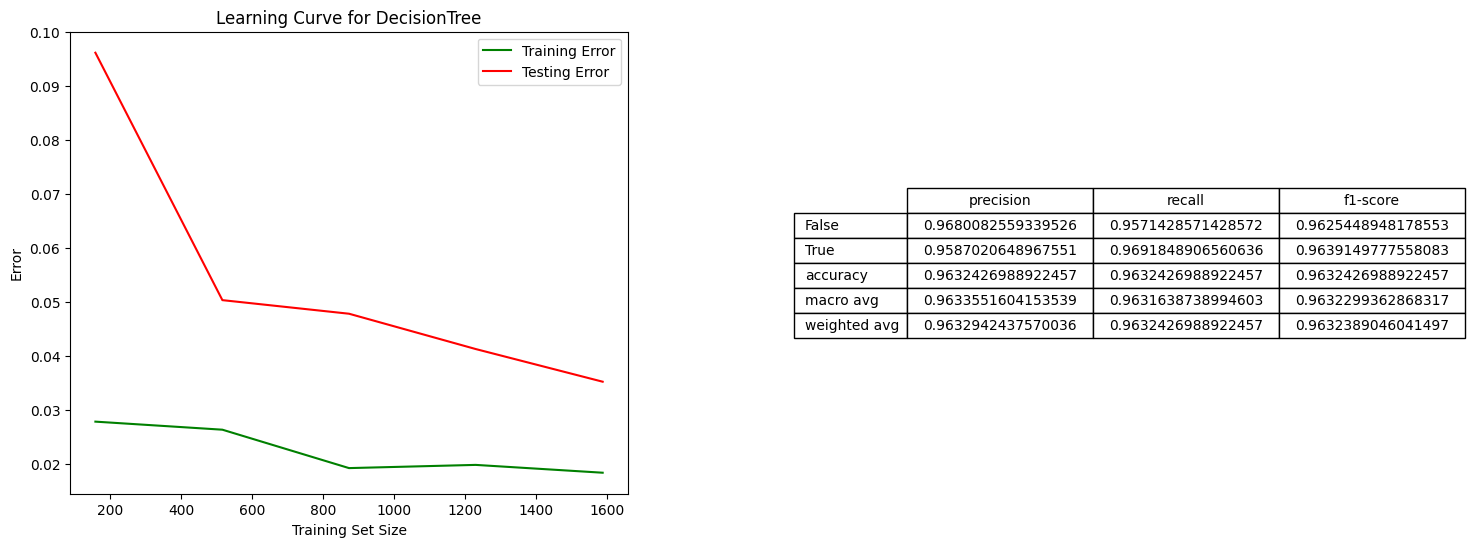 Learning Curve for DecisionTree
Training Error
Testing Error
0.10
0.09
0.08
0.07
0.06
0.05
0.04
0.03
0.02
Error
200 400 600 800 1000 1200 1400 1600
Training Set Size
precision recall f1-score
False 0.9680082559339526 0.9571428571428572 0.9625448948178553
True 0.9587020648967551 0.9691848906560636 0.9639149777558083
accuracy 0.9632426988922457 0.9632426988922457 0.9632426988922457
macro avg 0.9633551604153539 0.9631638738994603 0.9632299362868317
weighted avg 0.9632942437570036 0.9632426988922457 0.9632389046041497